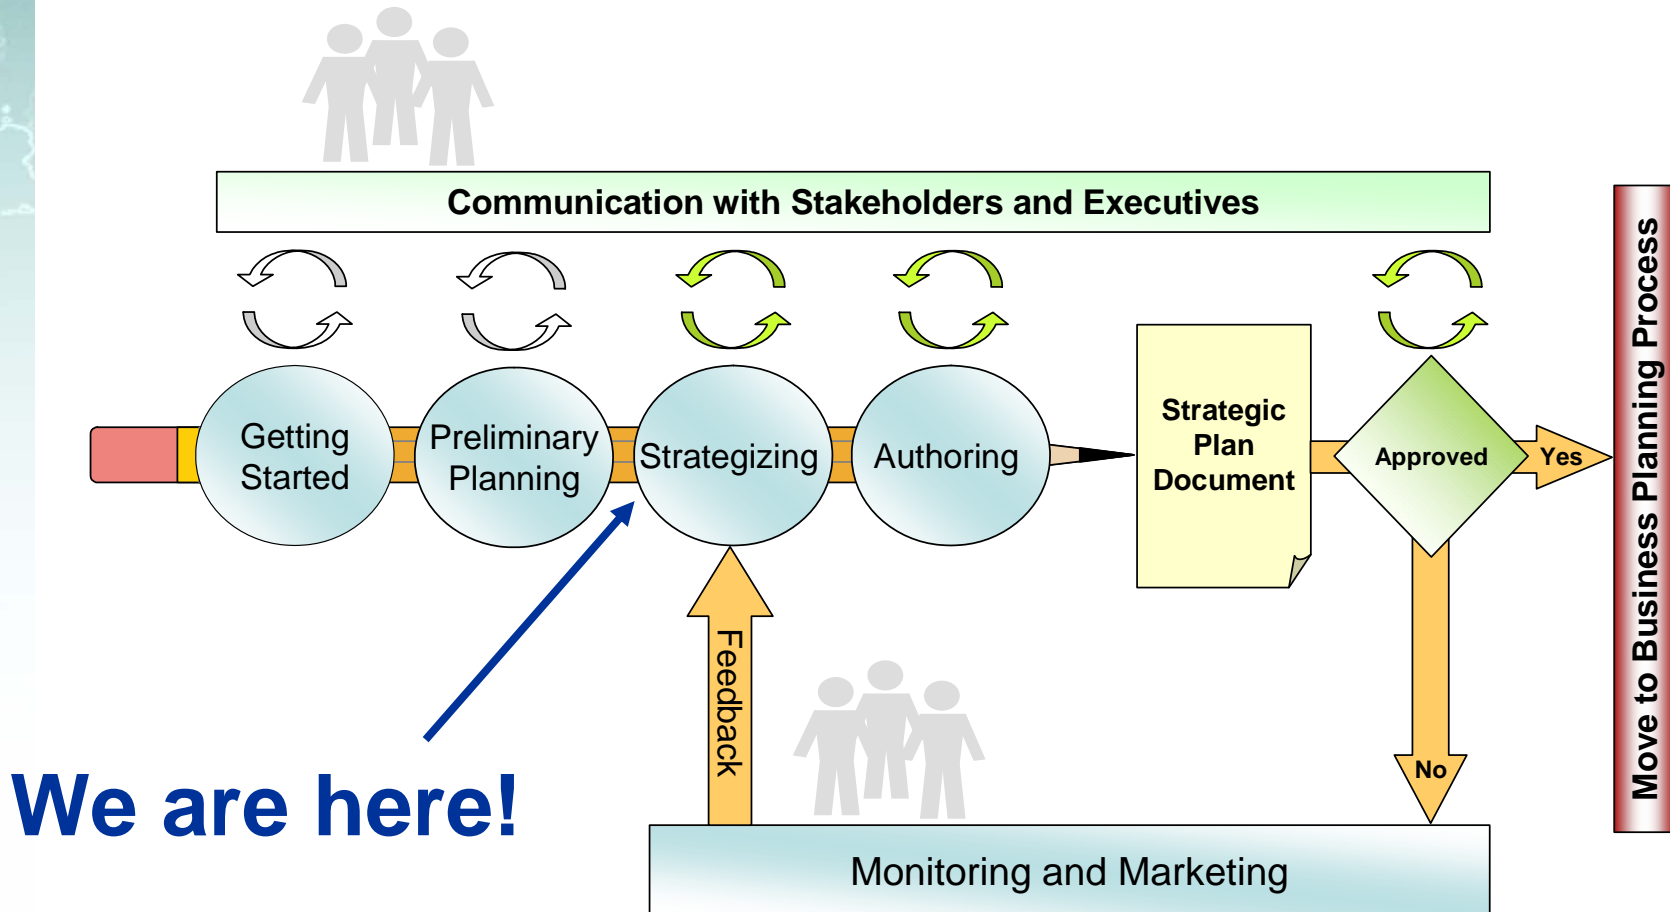 Communication with Stakeholders and Executives
Getting
Started
Preliminary
Planning
Strategizing
Authoring
Strategic
Plan
Document
Approved
Yes
No
Move to Business Planning Process
Feedback
We are here!
Monitoring and Marketing